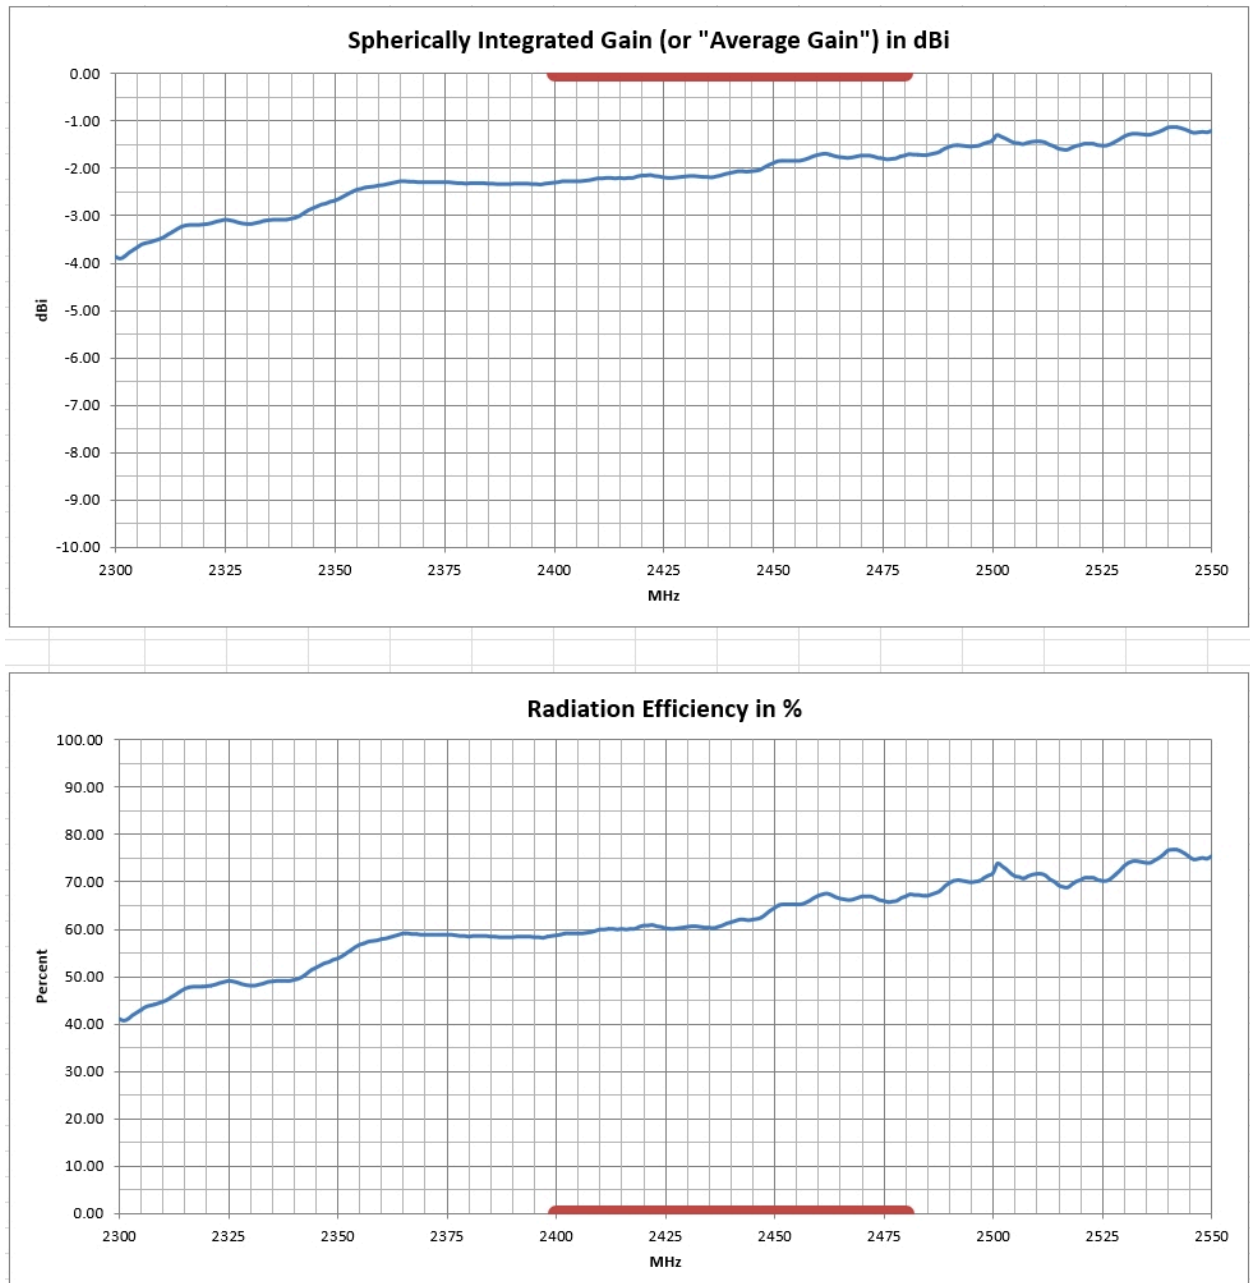 Spherically Integrated Gain (or "Average Gain") in dBi
0.00
-1.00
-2.00
-3.00
-4.00
-5.00
-6.00
-7.00
-8.00
-9.00
-10.00
dBi
2300 2325 2350 2375 2400 2425 2450 2475 2500 2525 2550
MHz
Radiation Efficiency in %
100.00
90.00
80.00
70.00
60.00
50.00
40.00
30.00
20.00
10.00
0.00
Percent
2300 2325 2350 2375 2400 2425 2450 2475 2500 2525 2550
MHz